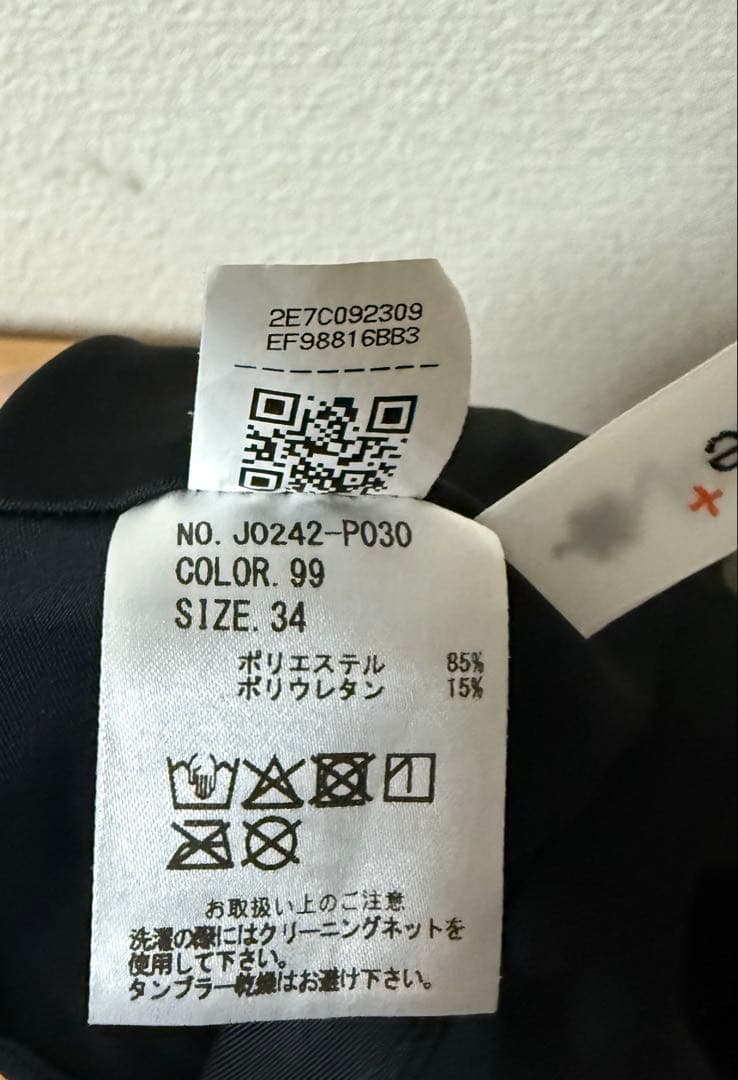 2E7C092309
EF98816BB3
NO. J0242-P030
COLOR. 99
SIZE. 34
ポリエステル 85%
ポリウレタン 15%
お取扱い上のご注意
洗濯の際にはクリーニングネットを
使用して下さい。
タンブラー乾燥はお避け下さい。